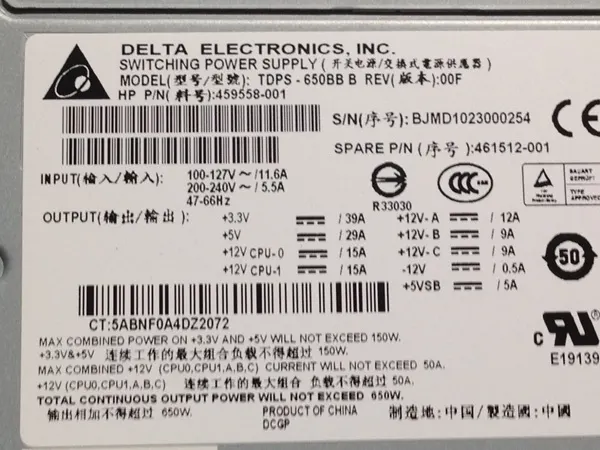 DELTA ELECTRONICS, INC.
SWITCHING POWER SUPPLY (开关电源/交換式電源供應器)
MODEL(型号/型號): TDPS - 650BB B REV(版本):00F
HP P/N(料号):459558-001
S/N(序号): BJMD1023000254
SPARE P/N (序号):461512-001
INPUT(输入/輸入): 100-127V～/11.6A
200-240V～/ 5.5A
47-66Hz
R33030
CCC
BAUART GEPRÜFT
TYPE APPROVED
OUTPUT(输出/輸出): +3.3V / 39A +12V- A / 12A
+5V / 29A +12V- B / 9A
+12V CPU-0 / 15A +12V- C / 9A
+12V CPU-1 / 15A -12V / 0.5A
+5VSB / 5A
50
CT:5ABNF0A4DZ2072
MAX COMBINED POWER ON +3.3V AND +5V WILL NOT EXCEED 150W.
+3.3V&+5V 连续工作的最大组合负载不得超过 150W.
MAX COMBINED +12V (CPU0,CPU1,A,B,C) CURRENT WILL NOT EXCEED 50A.
+12V (CPU0,CPU1,A,B,C) 连续工作的最大组合 负载不得超过 50A.
TOTAL CONTINUOUS OUTPUT POWER WILL NOT EXCEED 650W.
输出相加不得超过 650W.
PRODUCT OF CHINA
DCGP
制造地:中国/製造國:中國
E19139